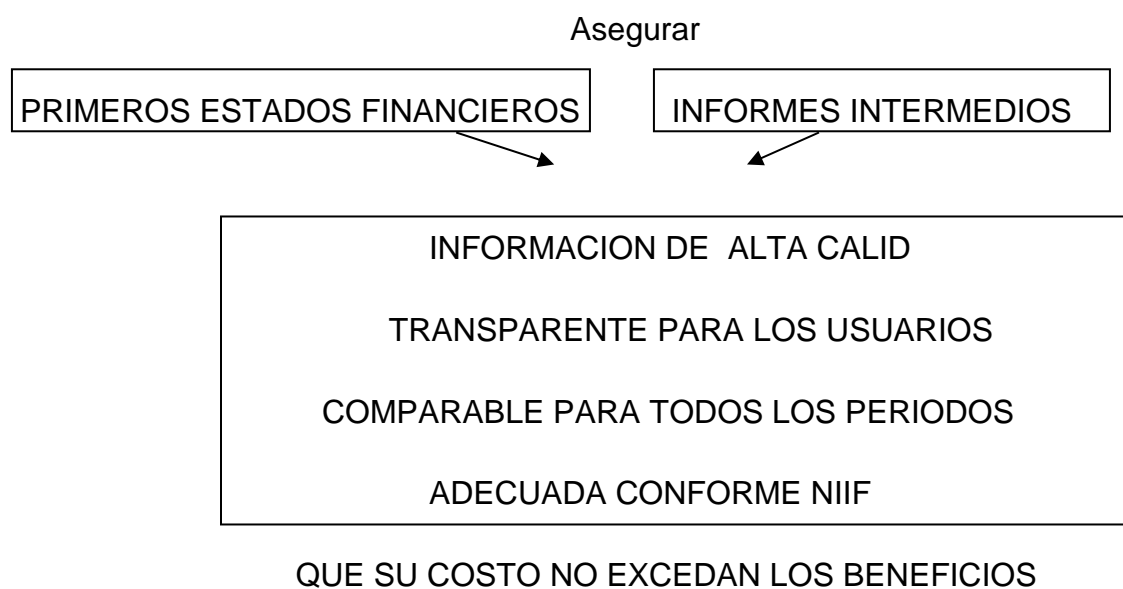 Asegurar
PRIMEROS ESTADOS FINANCIEROS
INFORMES INTERMEDIOS
INFORMACION DE ALTA CALID
TRANSPARENTE PARA LOS USUARIOS
COMPARABLE PARA TODOS LOS PERIODOS
ADECUADA CONFORME NIIF
QUE SU COSTO NO EXCEDAN LOS BENEFICIOS